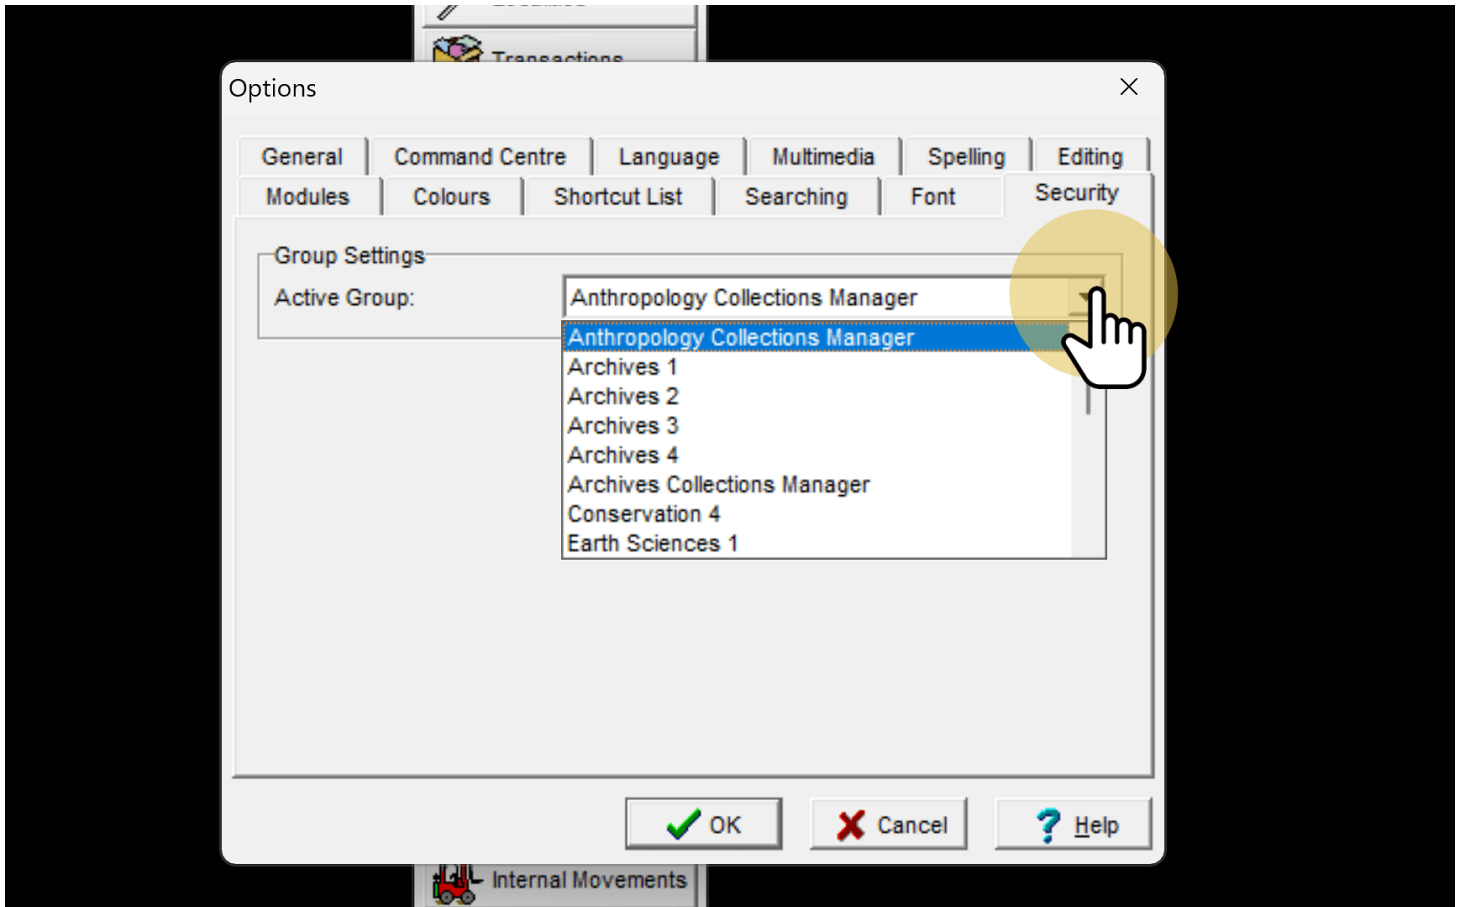 Transactions
Options
General Command Centre Language Multimedia Spelling Editing
Modules Colours Shortcut List Searching Font Security
Group Settings
Active Group: Anthropology Collections Manager
Anthropology Collections Manager
Archives 1
Archives 2
Archives 3
Archives 4
Archives Collections Manager
Conservation 4
Earth Sciences 1
OK Cancel Help
Internal Movements